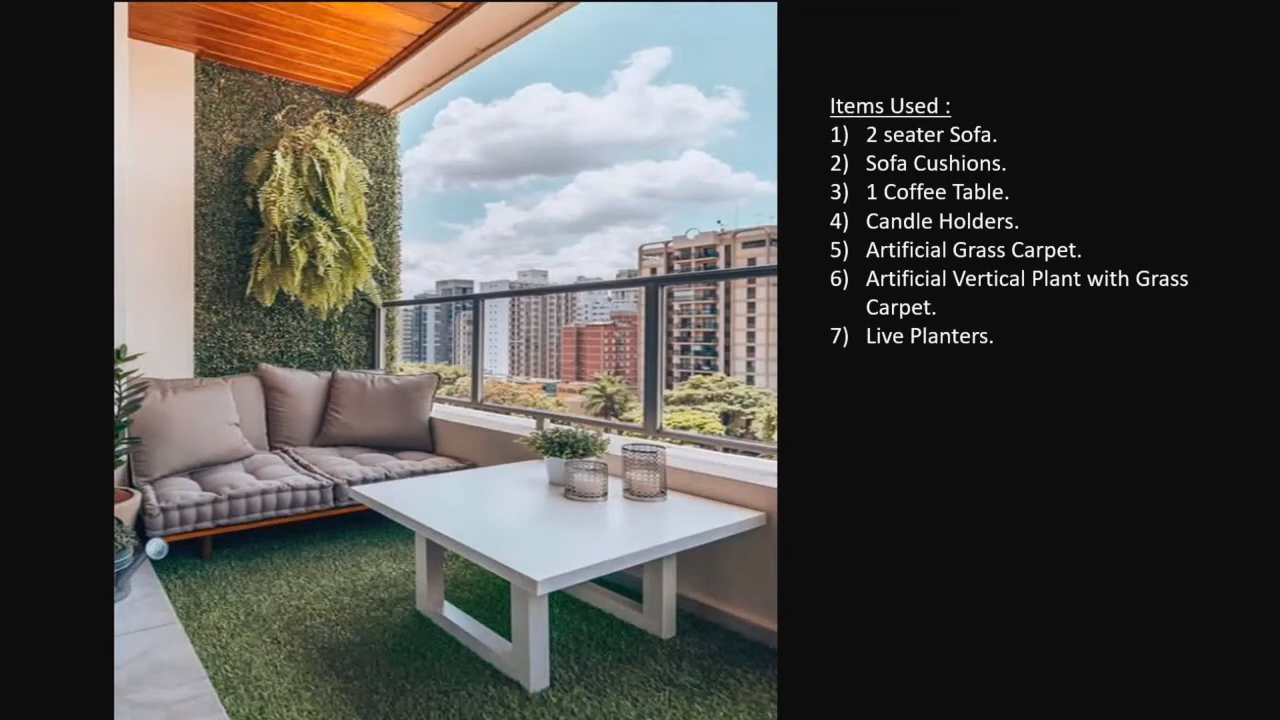 Items Used :
1) 2 seater Sofa.
2) Sofa Cushions.
3) 1 Coffee Table.
4) Candle Holders.
5) Artificial Grass Carpet.
6) Artificial Vertical Plant with Grass
Carpet.
7) Live Planters.